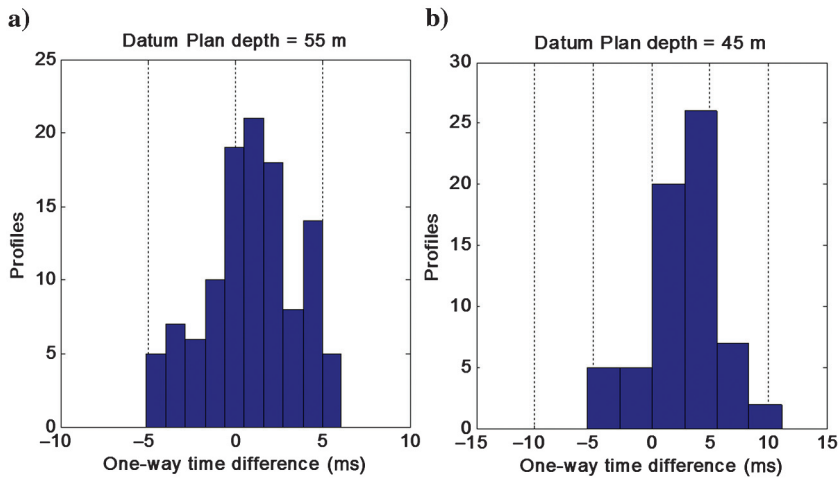 a)
Datum Plan depth = 55 m
25
20
15
10
5
0
Profiles
–10 –5 0 5 10
One-way time difference (ms)
b)
Datum Plan depth = 45 m
30
25
20
15
10
5
0
Profiles
–15 –10 –5 0 5 10 15
One-way time difference (ms)